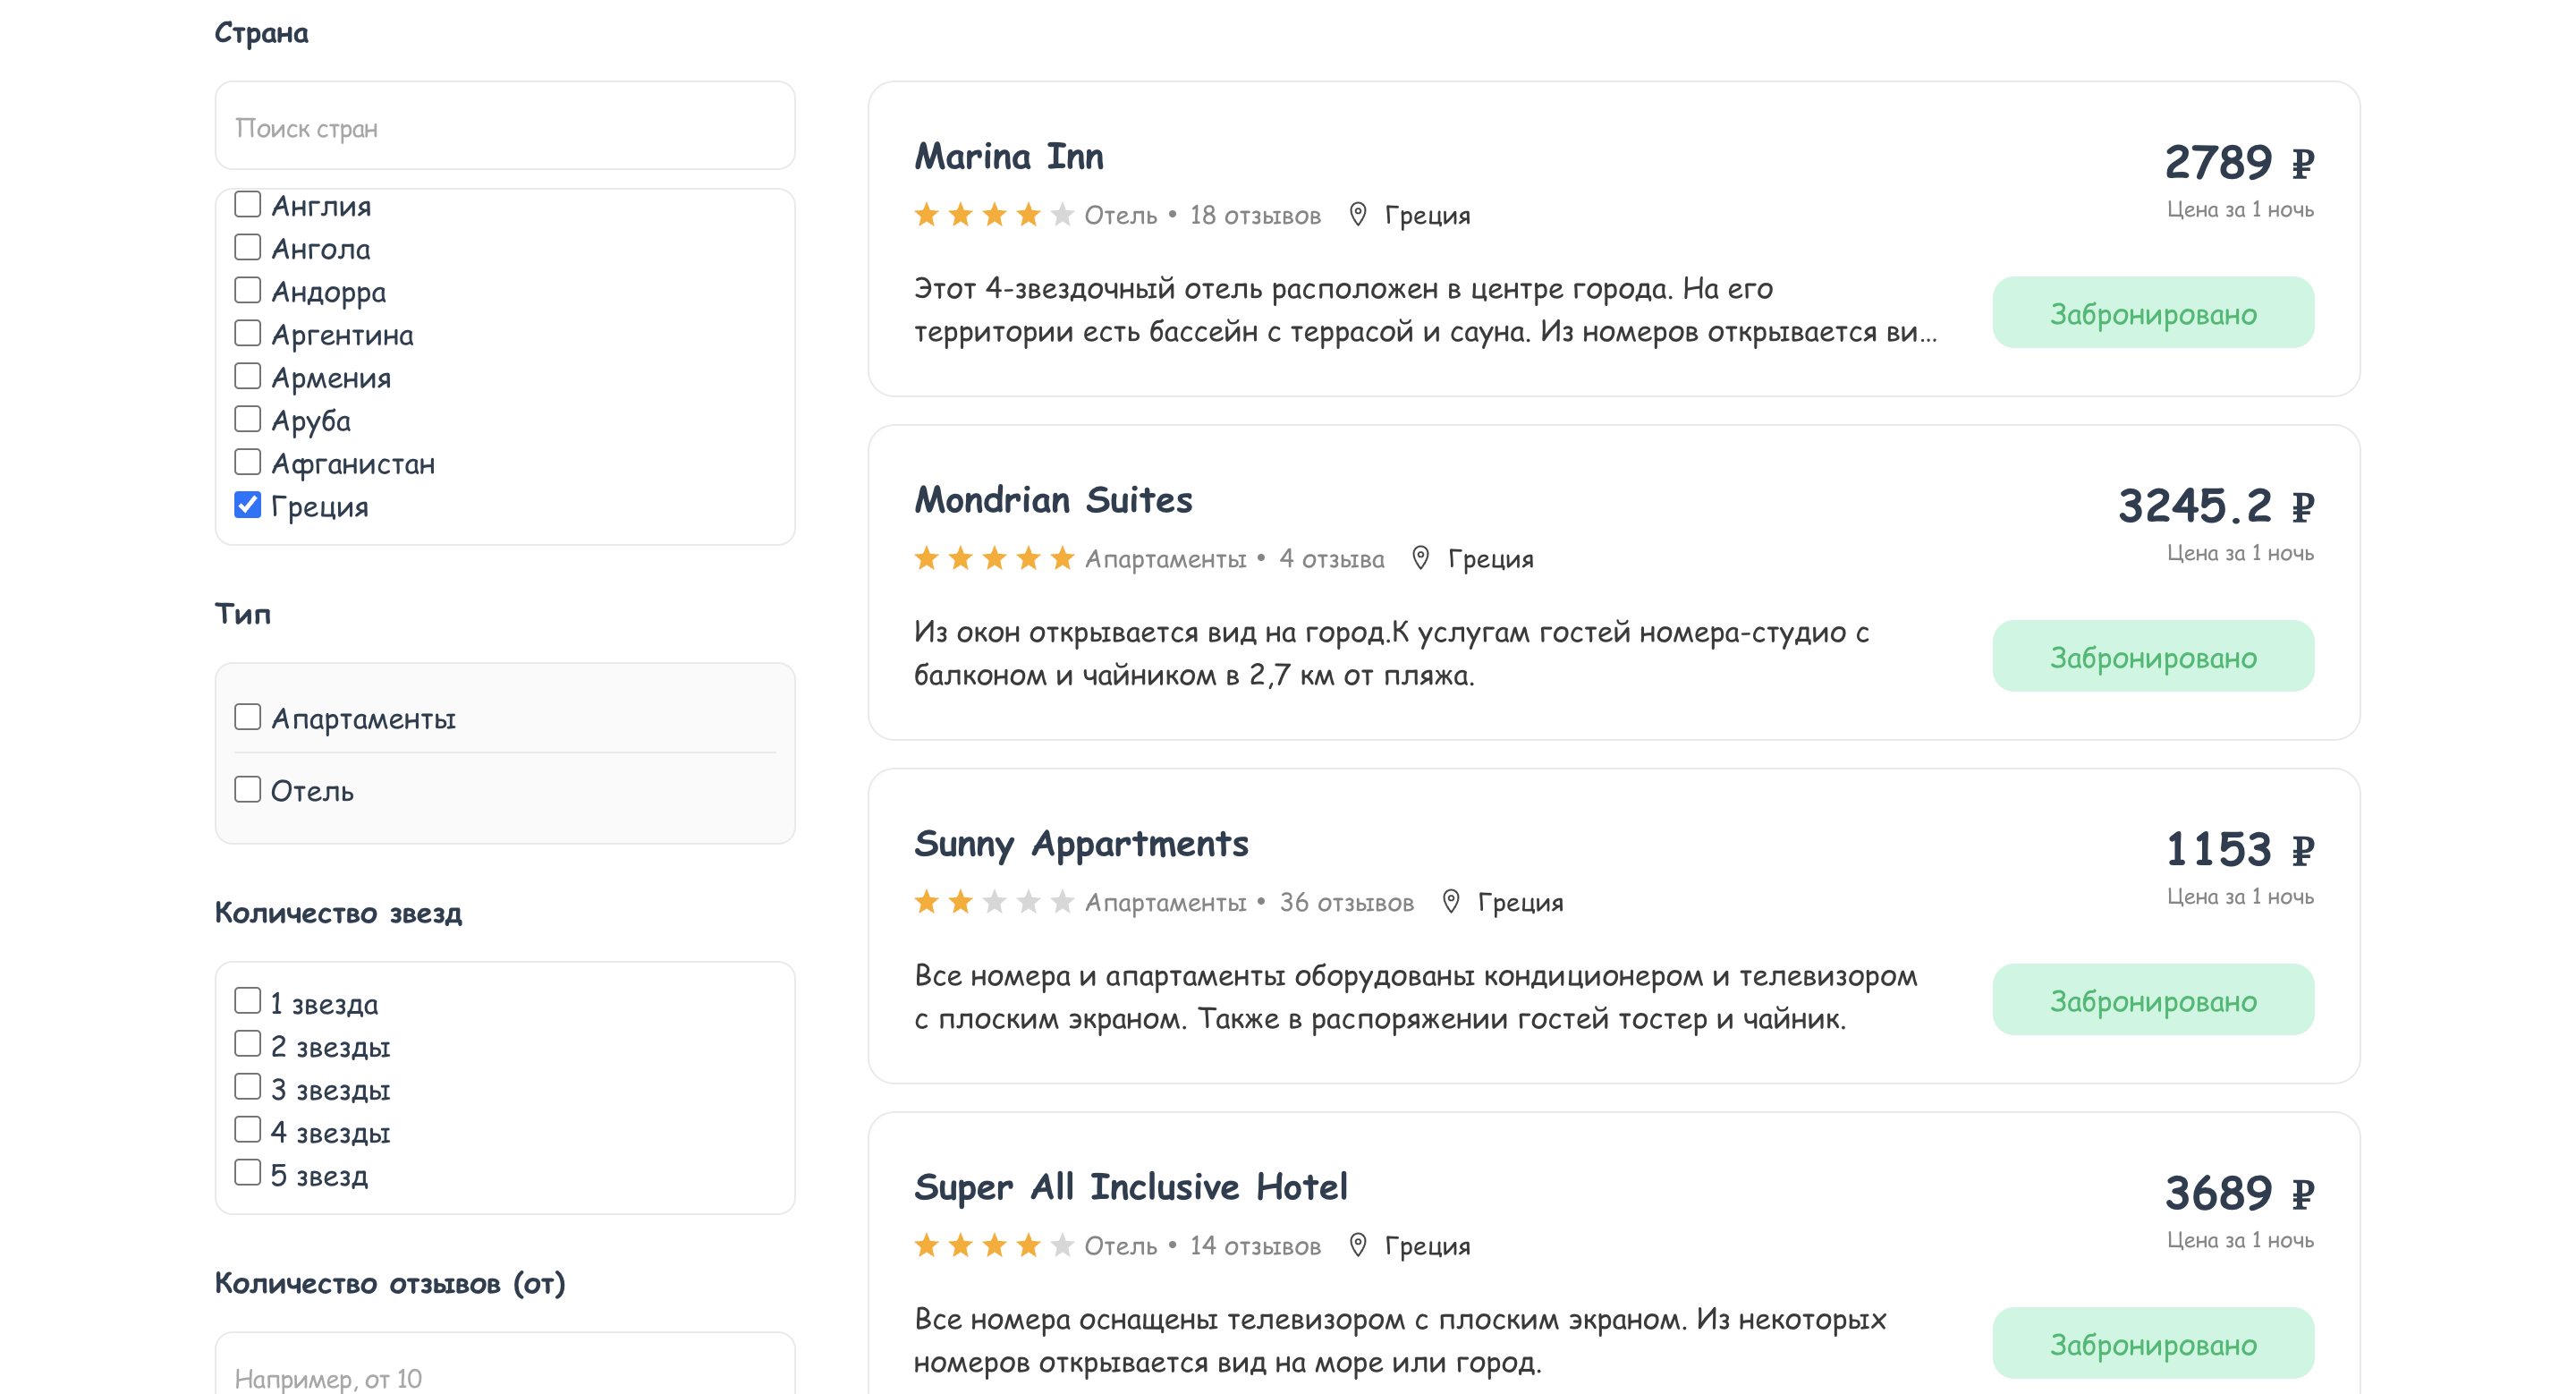 Страна
Поиск стран
Англия
Ангола
Андорра
Аргентина
Армения
Аруба
Афганистан
Греция
Тип
Апартаменты
Отель
Количество звезд
1 звезда
2 звезды
3 звезды
4 звезды
5 звезд
Количество отзывов (от)
Например, от 10
Marina Inn
2789 ₽
Отель • 18 отзывов Греция
Цена за 1 ночь
Этот 4-звездочный отель расположен в центре города. На его
территории есть бассейн с террасой и сауна. Из номеров открывается ви...
Забронировано
Mondrian Suites
3245.2 ₽
Апартаменты • 4 отзыва Греция
Цена за 1 ночь
Из окон открывается вид на город.К услугам гостей номера-студио с
балконом и чайником в 2,7 км от пляжа.
Забронировано
Sunny Appartments
1153 ₽
Апартаменты • 36 отзывов Греция
Цена за 1 ночь
Все номера и апартаменты оборудованы кондиционером и телевизором
с плоским экраном. Также в распоряжении гостей тостер и чайник.
Забронировано
Super All Inclusive Hotel
3689 ₽
Отель • 14 отзывов Греция
Цена за 1 ночь
Все номера оснащены телевизором с плоским экраном. Из некоторых
номеров открывается вид на море или город.
Забронировано